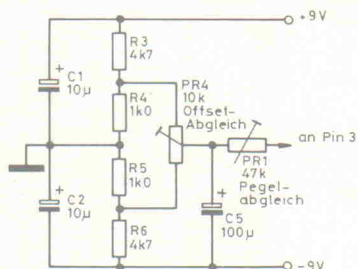 +9V
R3
4k7
C1
10µ
R4
1k0
PR4
10k
Offset-
Abgleich
an Pin 3
PR1
47k
Pegel-
abgleich
R5
1k0
C2
10µ
C5
100µ
R6
4k7
-9V